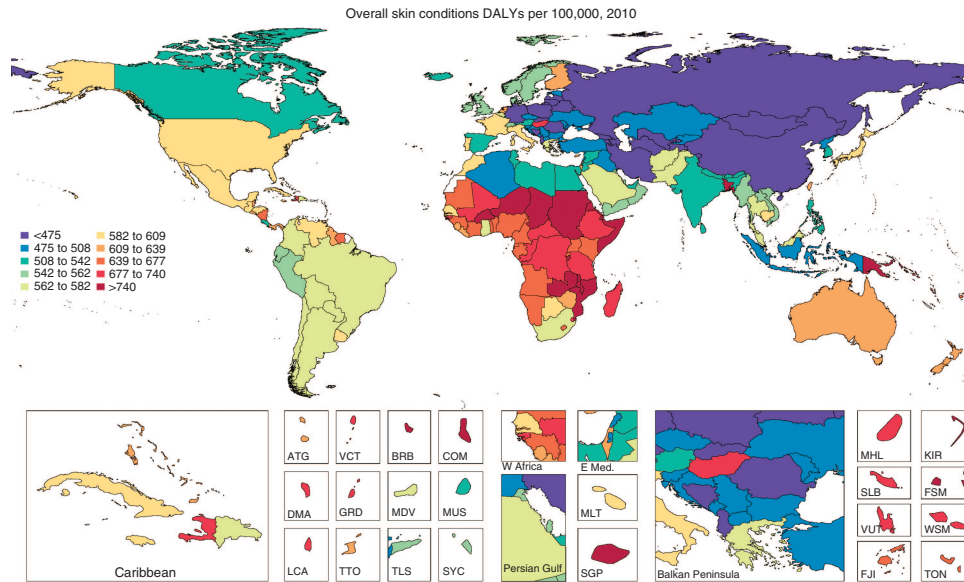 Overall skin conditions DALYs per 100,000, 2010
<475
475 to 508
508 to 542
542 to 562
562 to 582
582 to 609
609 to 639
639 to 677
677 to 740
>740
Caribbean
ATG
VCT
BRB
COM
DMA
GRD
MDV
MUS
LCA
TTO
TLS
SYC
W Africa
E Med.
Persian Gulf
MLT
SGP
Balkan Peninsula
MHL
KIR
SLB
FSM
VUT
WSM
FJI
TON